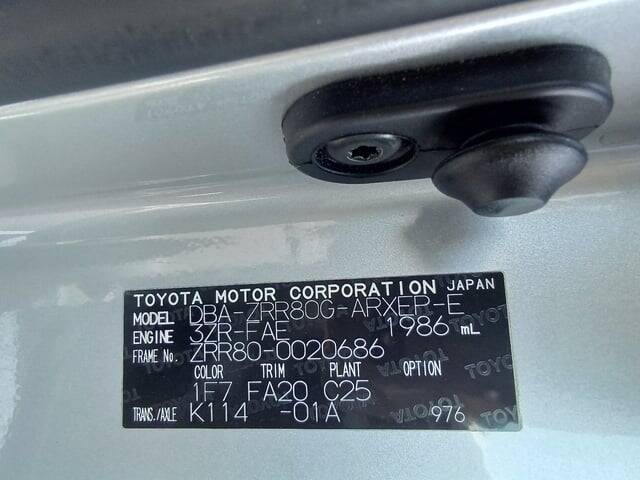 TOYOTA MOTOR CORPORATION JAPAN
MODEL DBA-ZRR80G-ARXEP-E
ENGINE 3ZR-FAE 1986 mL
FRAME No. ZRR80-0020686
COLOR TRIM PLANT OPTION
1F7 FA20 C25
TRANS./AXLE K114 -01A 976